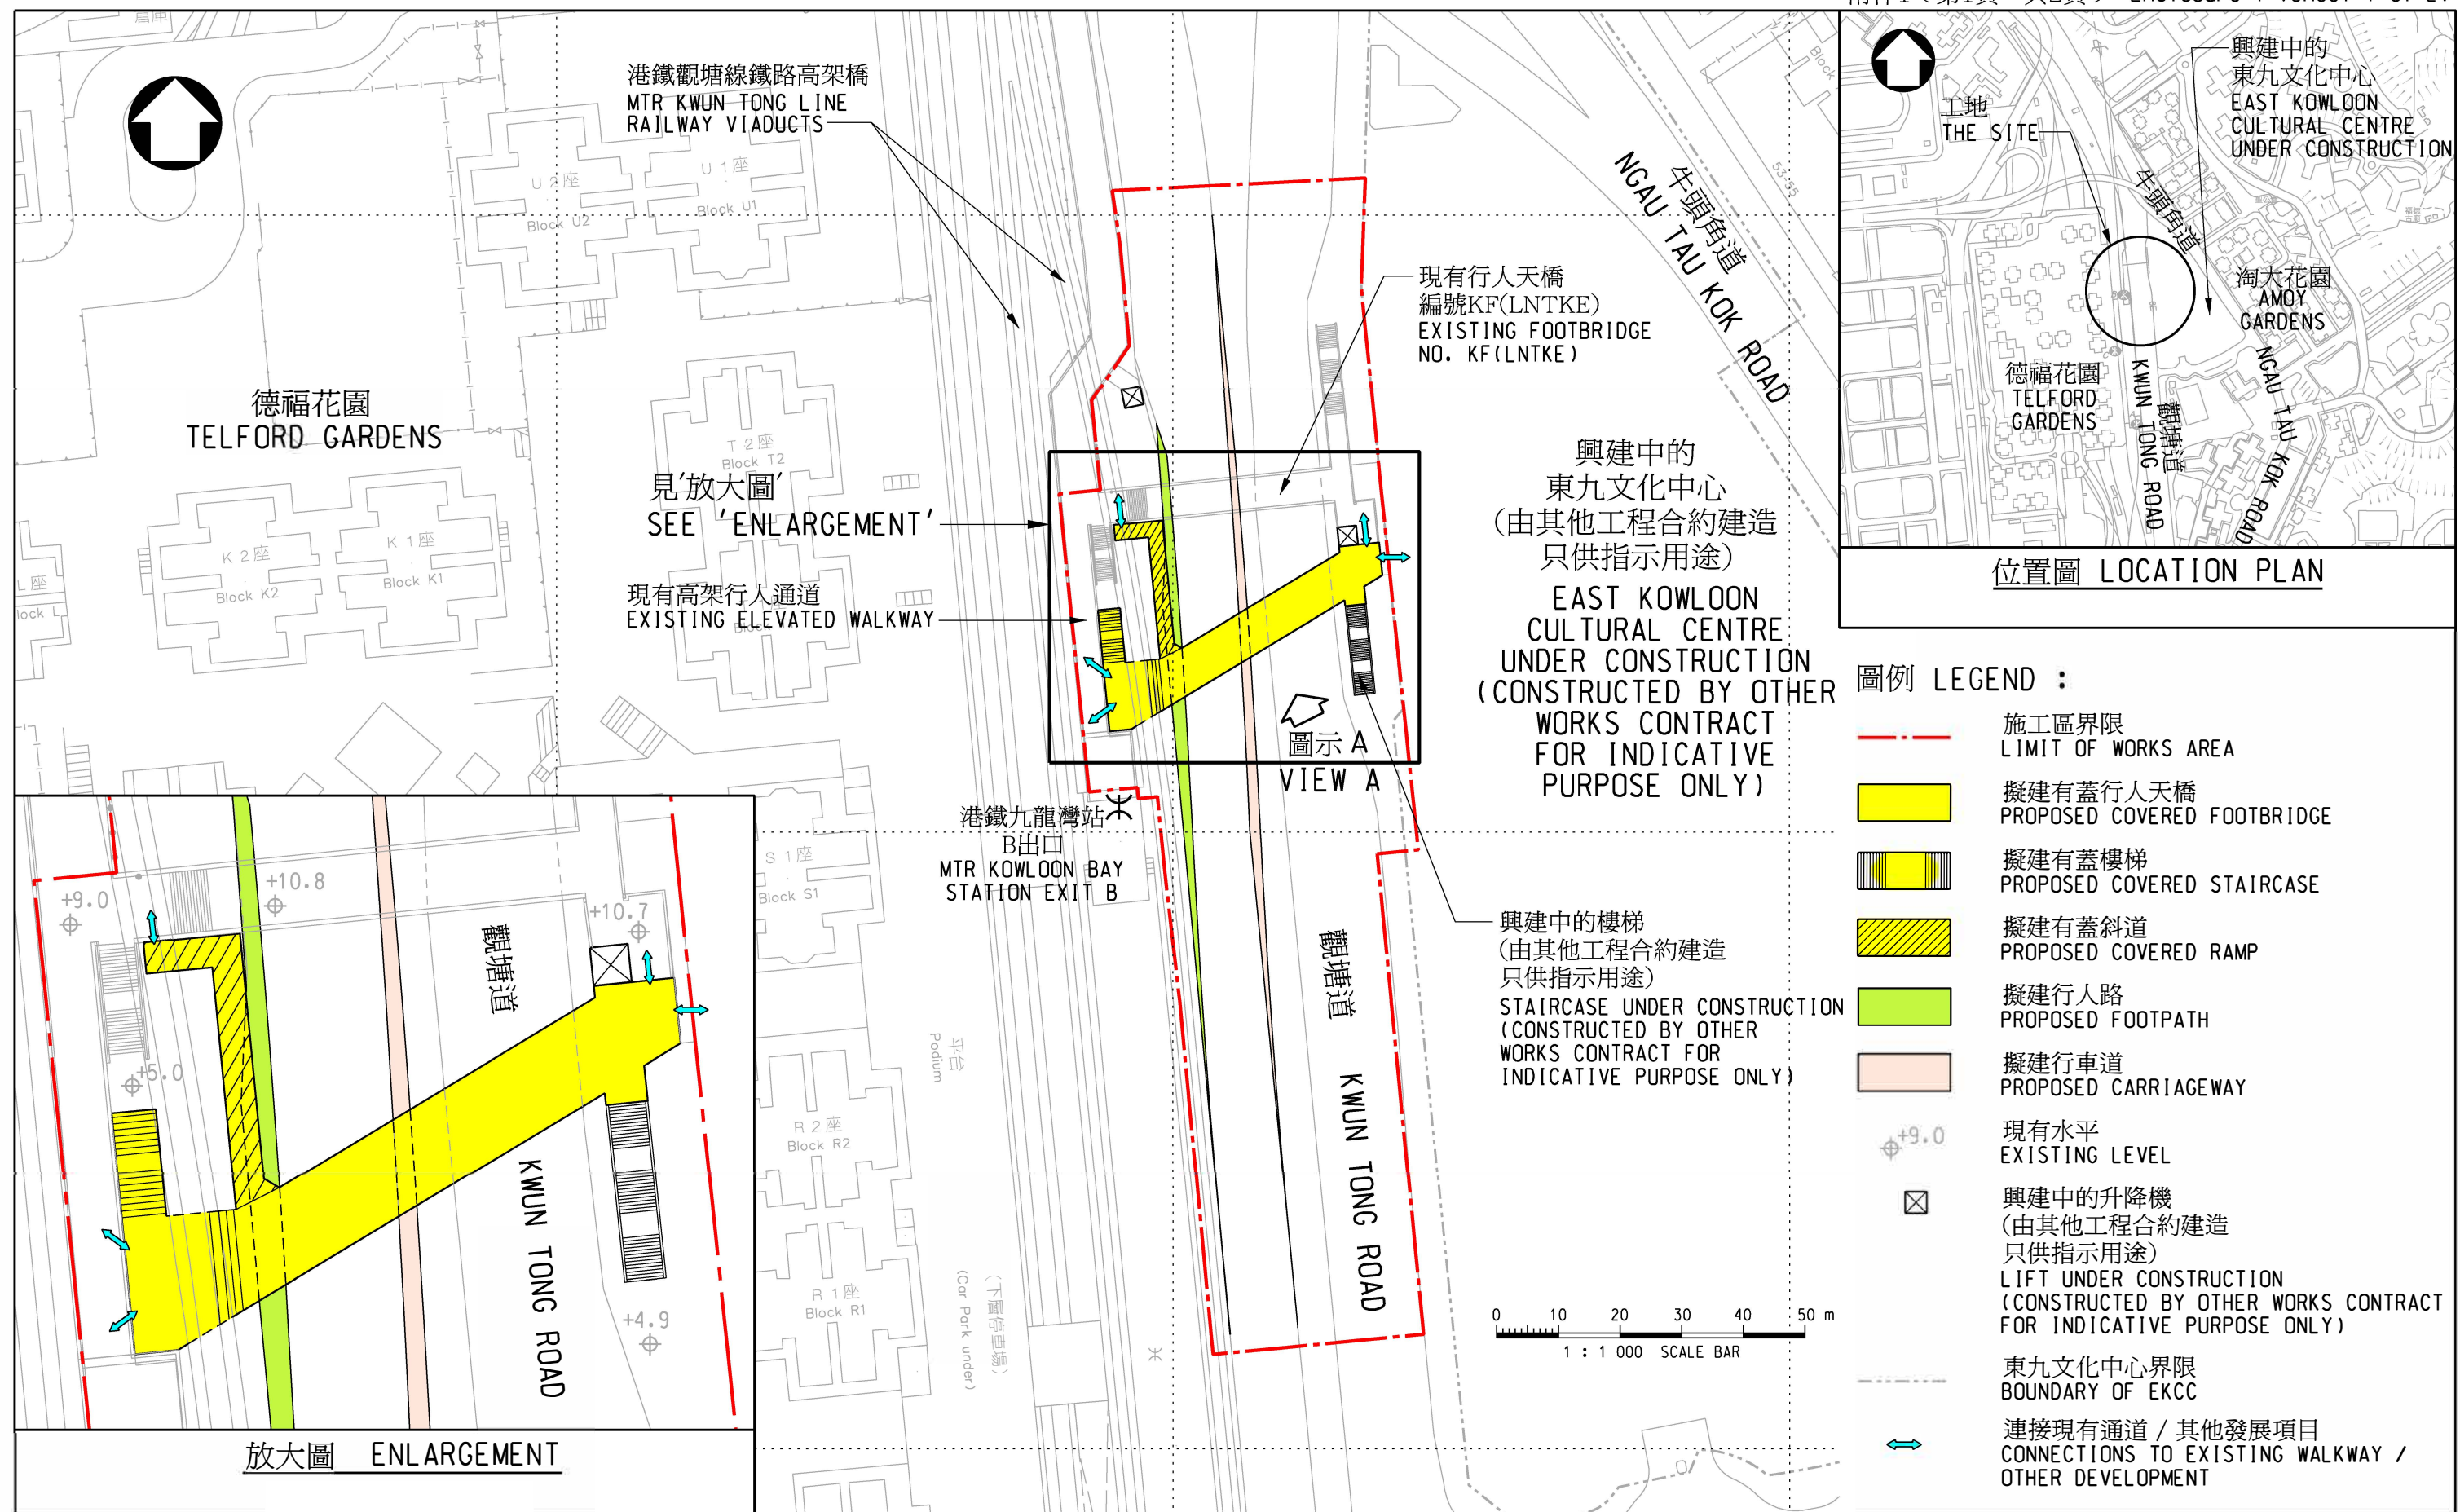 倉庫
港鐵觀塘線鐵路高架橋
MTR KWUN TONG LINE
RAILWAY VIADUCTS
U 2座
Block U2
U 1座
Block U1
牛頭角道
NGAU TAU KOK ROAD
53-55
Block
現有行人天橋
編號KF(LNTKE)
EXISTING FOOTBRIDGE
NO. KF(LNTKE)
德福花園
TELFORD GARDENS
T 2座
Block T2
見'放大圖'
SEE 'ENLARGEMENT'
K 2座
Block K2
K 1座
Block K1
L座
lock L
現有高架行人通道
EXISTING ELEVATED WALKWAY
興建中的
東九文化中心
(由其他工程合約建造
只供指示用途)
EAST KOWLOON
CULTURAL CENTRE
UNDER CONSTRUCTION
(CONSTRUCTED BY OTHER
WORKS CONTRACT
FOR INDICATIVE
PURPOSE ONLY)
圖示 A
VIEW A
港鐵九龍灣站
B出口
MTR KOWLOON BAY
STATION EXIT B
S 1座
Block S1
平台
Podium
R 2座
Block R2
R 1座
Block R1
(下層停車場)
(Car Park under)
觀塘道
KWUN TONG ROAD
興建中的樓梯
(由其他工程合約建造
只供指示用途)
STAIRCASE UNDER CONSTRUCTION
(CONSTRUCTED BY OTHER
WORKS CONTRACT FOR
INDICATIVE PURPOSE ONLY)
0 10 20 30 40 50 m
1 : 1 000 SCALE BAR
+9.0
+10.8
+10.7
觀塘道
+5.0
KWUN TONG ROAD
+4.9
放大圖 ENLARGEMENT
工地
THE SITE
興建中的
東九文化中心
EAST KOWLOON
CULTURAL CENTRE
UNDER CONSTRUCTION
牛頭角道
淘大花園
AMOY
GARDENS
德福花園
TELFORD
GARDENS
觀塘道
KWUN TONG ROAD
NGAU TAU KOK ROAD
位置圖 LOCATION PLAN
圖例 LEGEND :
施工區界限
LIMIT OF WORKS AREA
擬建有蓋行人天橋
PROPOSED COVERED FOOTBRIDGE
擬建有蓋樓梯
PROPOSED COVERED STAIRCASE
擬建有蓋斜道
PROPOSED COVERED RAMP
擬建行人路
PROPOSED FOOTPATH
擬建行車道
PROPOSED CARRIAGEWAY
+9.0
現有水平
EXISTING LEVEL
興建中的升降機
(由其他工程合約建造
只供指示用途)
LIFT UNDER CONSTRUCTION
(CONSTRUCTED BY OTHER WORKS CONTRACT
FOR INDICATIVE PURPOSE ONLY)
東九文化中心界限
BOUNDARY OF EKCC
連接現有通道 / 其他發展項目
CONNECTIONS TO EXISTING WALKWAY /
OTHER DEVELOPMENT